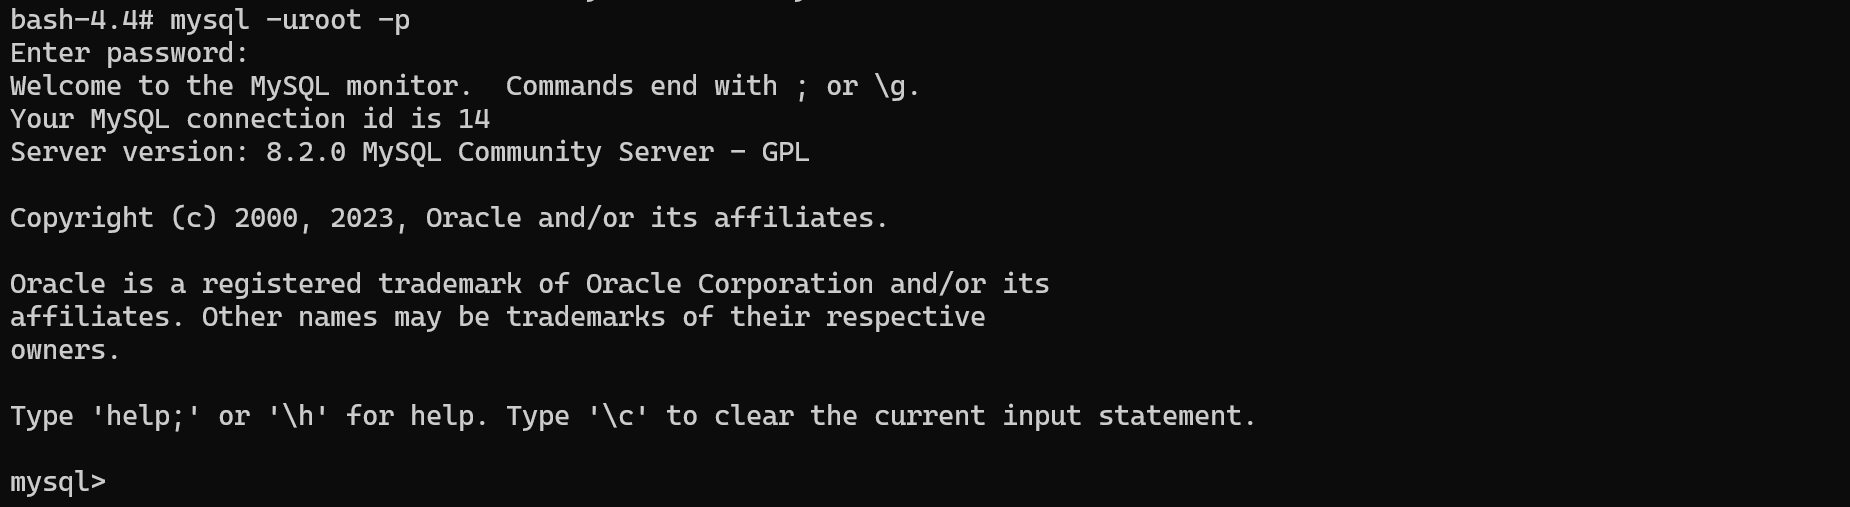 bash-4.4# mysql -uroot -p
Enter password:
Welcome to the MySQL monitor.  Commands end with ; or \g.
Your MySQL connection id is 14
Server version: 8.2.0 MySQL Community Server - GPL

Copyright (c) 2000, 2023, Oracle and/or its affiliates.

Oracle is a registered trademark of Oracle Corporation and/or its
affiliates. Other names may be trademarks of their respective
owners.

Type 'help;' or '\h' for help. Type '\c' to clear the current input statement.

mysql>